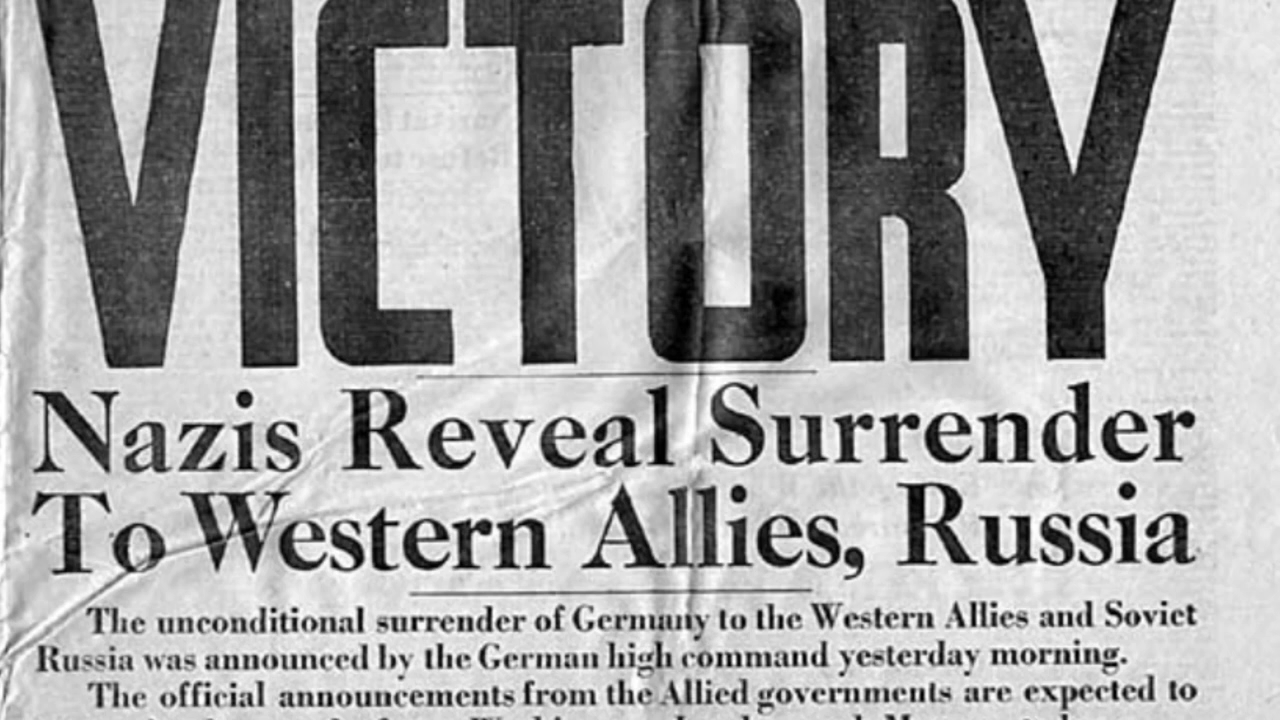 VICTORY
Nazis Reveal Surrender
To Western Allies, Russia
The unconditional surrender of Germany to the Western Allies and Soviet
Russia was announced by the German high command yesterday morning.
The official announcements from the Allied governments are expected to